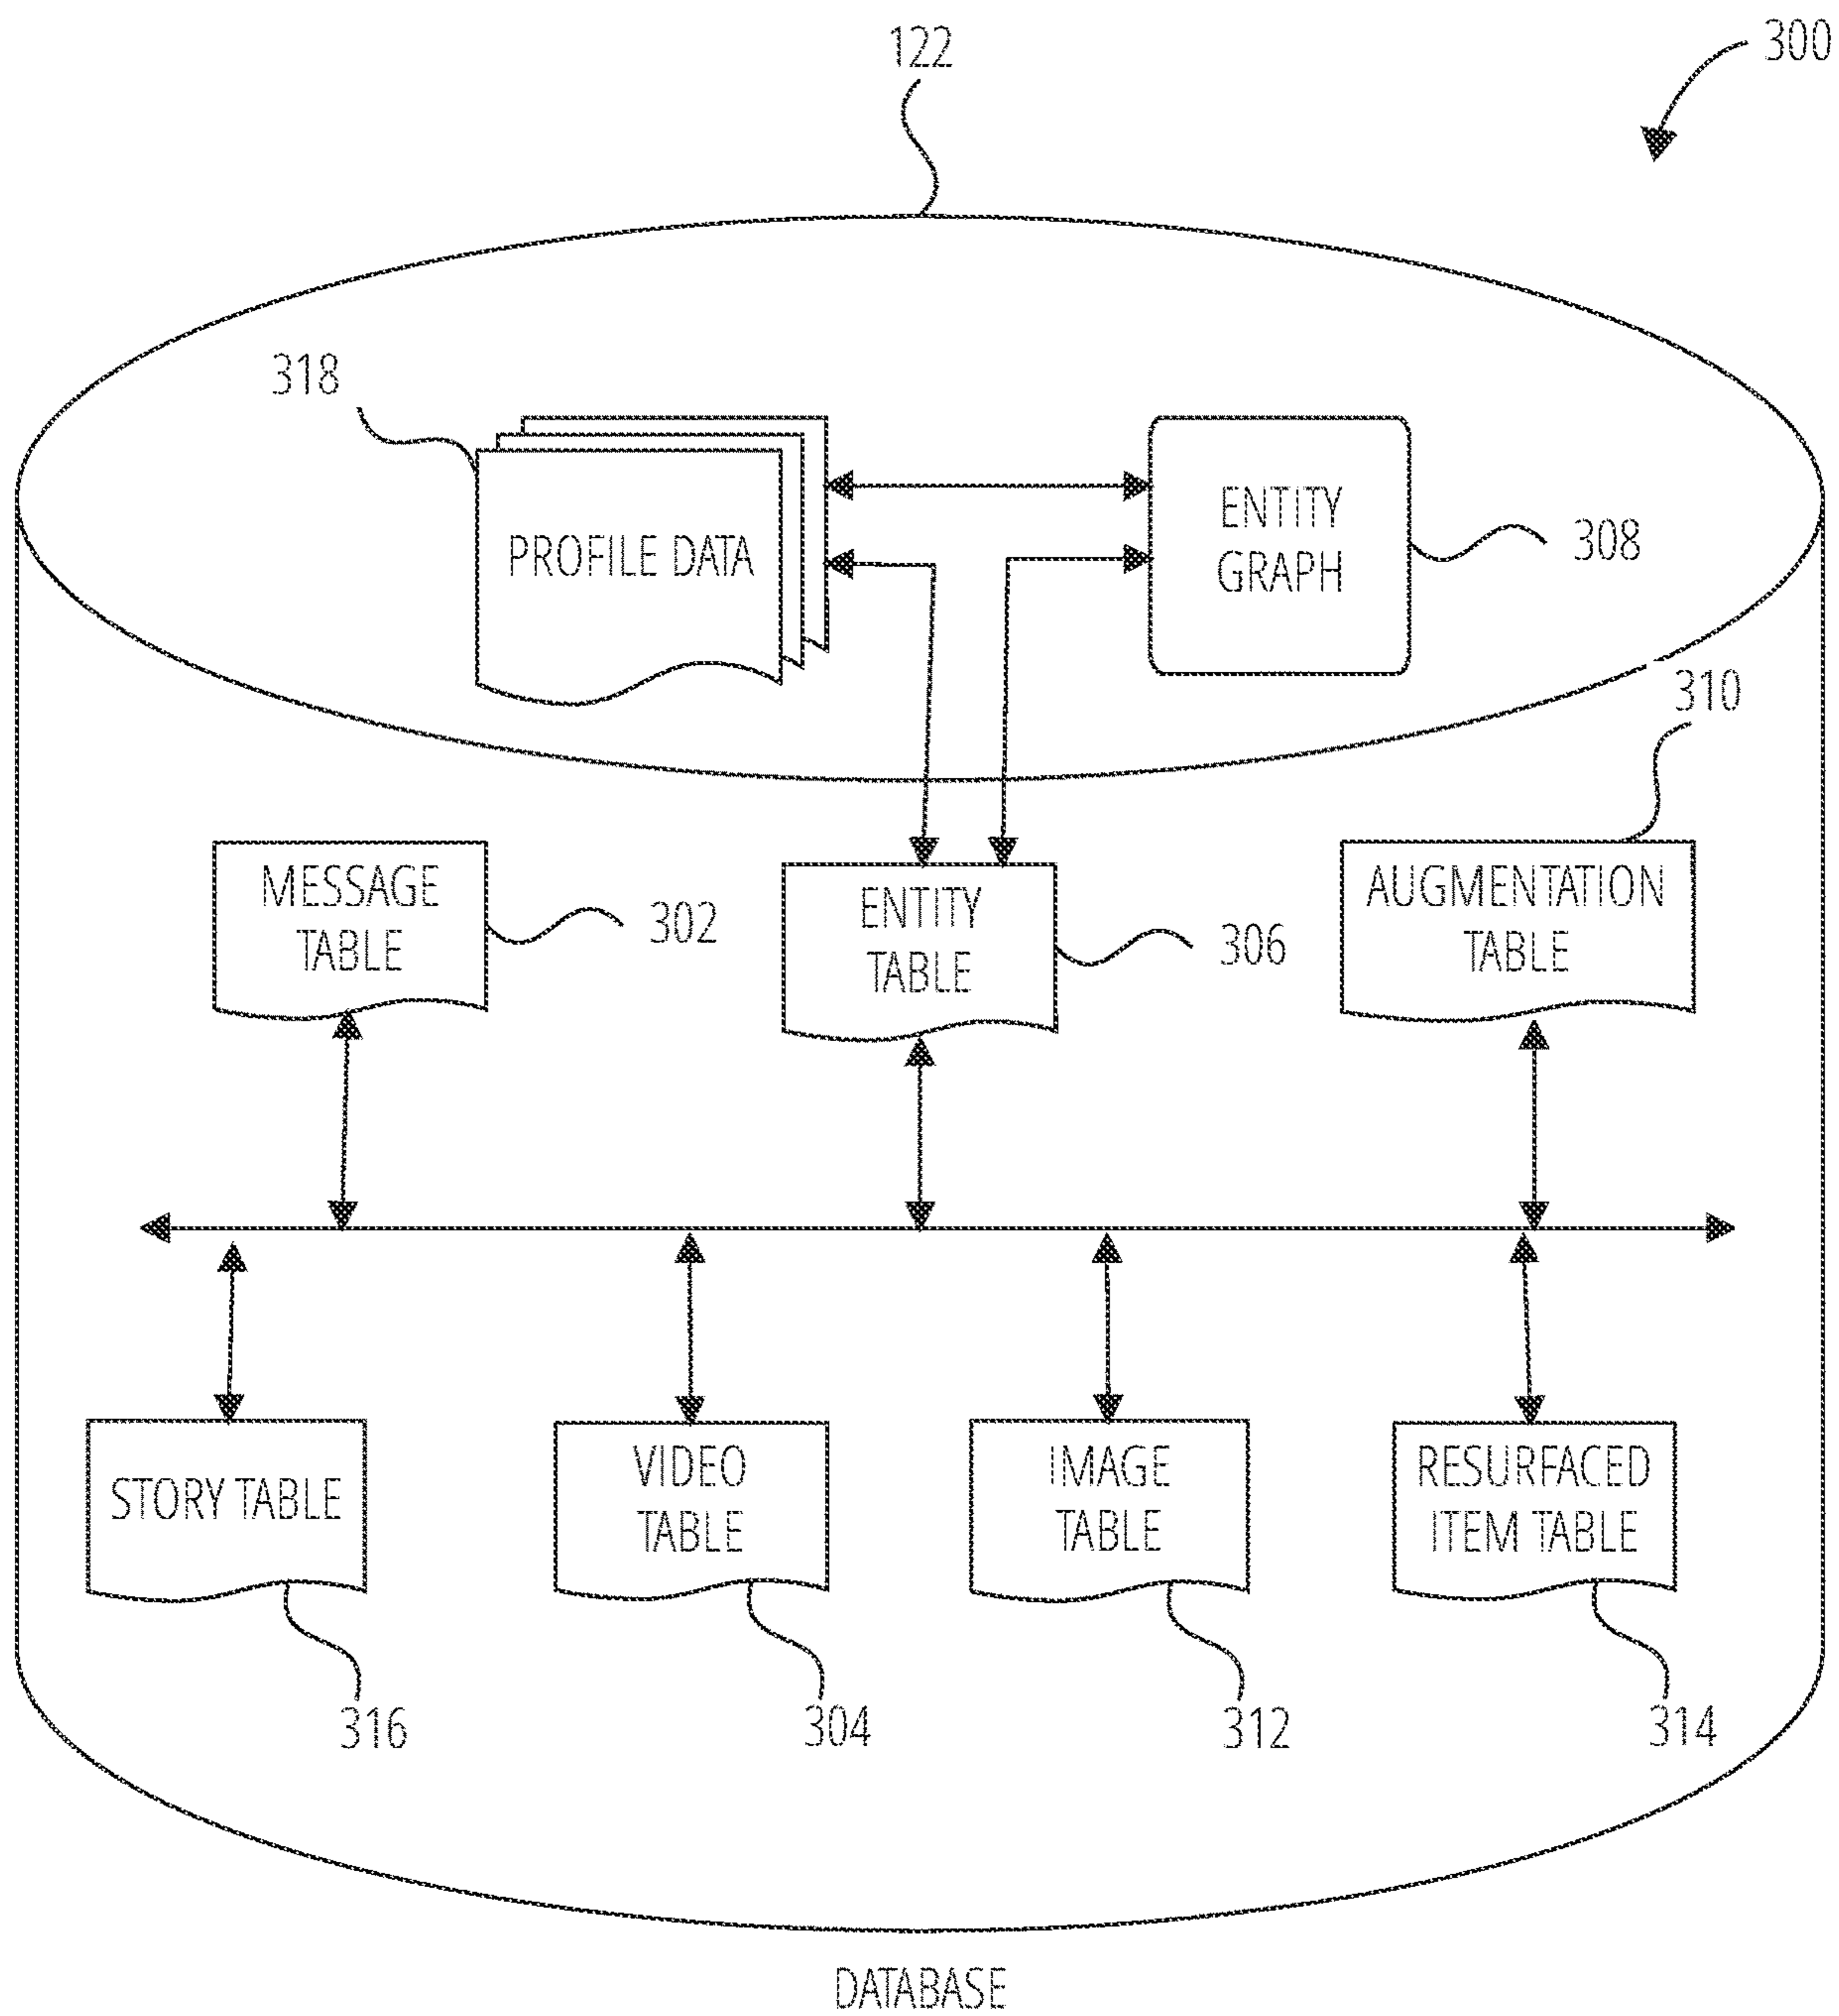 300
122
318
PROFILE DATA
ENTITY
GRAPH
308
310
MESSAGE
TABLE
302
ENTITY
TABLE
306
AUGMENTATION
TABLE
STORY TABLE
VIDEO
TABLE
IMAGE
TABLE
RESURFACED
ITEM TABLE
316
304
312
314
DATABASE